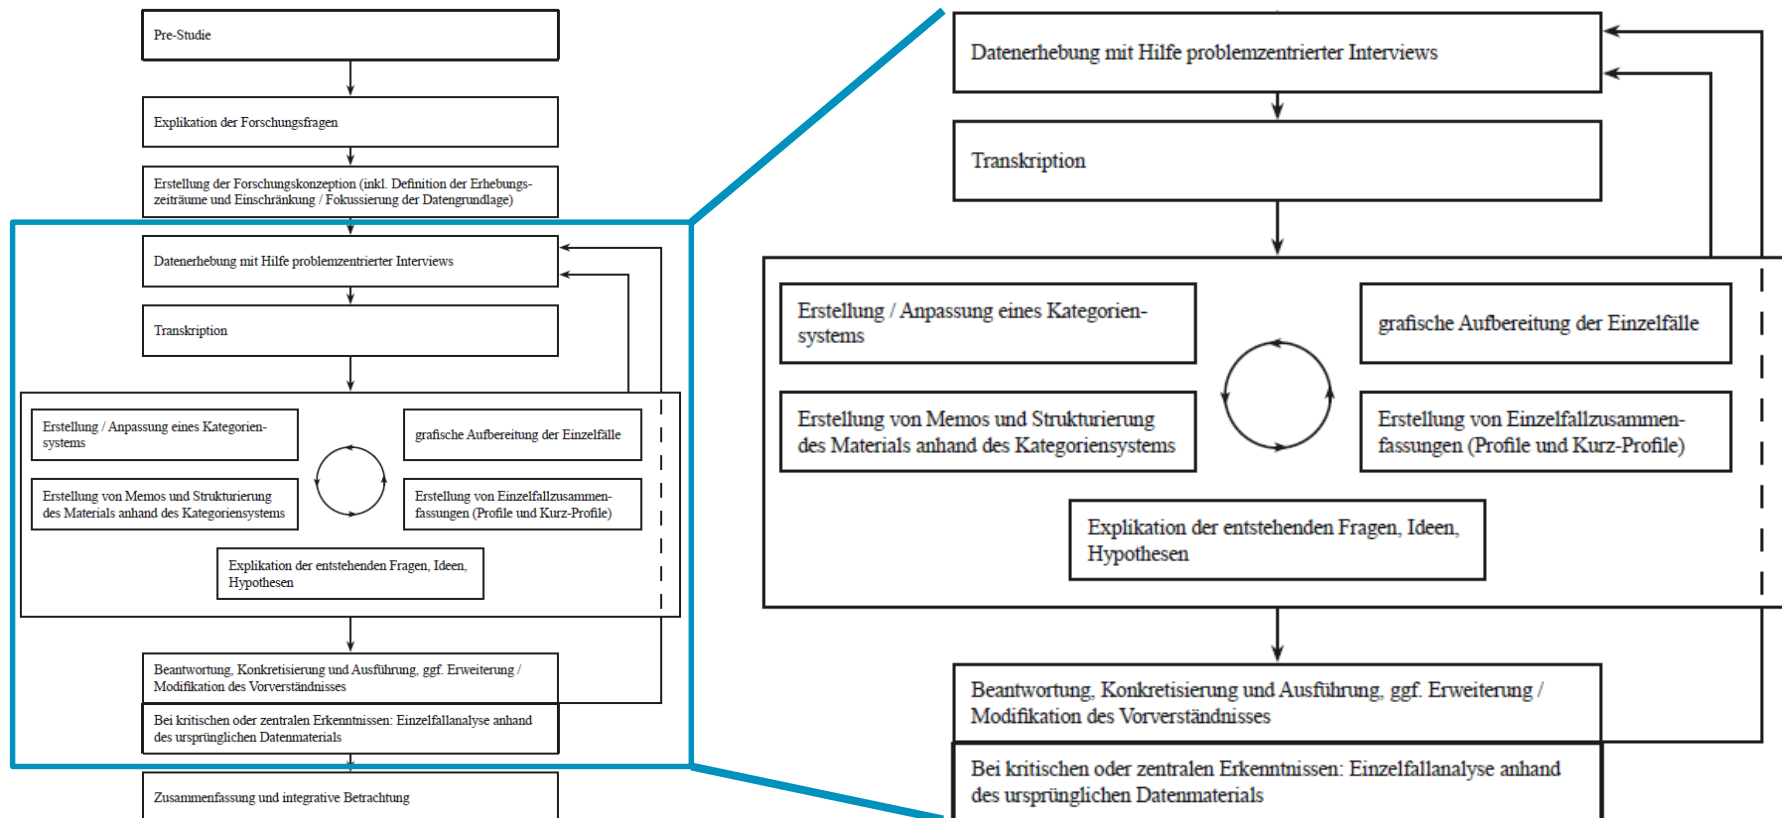 Pre-Studie
Explikation der Forschungsfragen
Erstellung der Forschungskonzeption (inkl. Definition der Erhebungs-
zeiträume und Einschränkung / Fokussierung der Datengrundlage)
Datenerhebung mit Hilfe problemzentrierter Interviews
Transkription
Erstellung / Anpassung eines Kategorien-
systems
grafische Aufbereitung der Einzelfälle
Erstellung von Memos und Strukturierung
des Materials anhand des Kategoriensystems
Erstellung von Einzelfallzusammen-
fassungen (Profile und Kurz-Profile)
Explikation der entstehenden Fragen, Ideen,
Hypothesen
Beantwortung, Konkretisierung und Ausführung, ggf. Erweiterung /
Modifikation des Vorverständnisses
Bei kritischen oder zentralen Erkenntnissen: Einzelfallanalyse anhand
des ursprünglichen Datenmaterials
Zusammenfassung und integrative Betrachtung
Datenerhebung mit Hilfe problemzentrierter Interviews
Transkription
Erstellung / Anpassung eines Kategorien-
systems
grafische Aufbereitung der Einzelfälle
Erstellung von Memos und Strukturierung
des Materials anhand des Kategoriensystems
Erstellung von Einzelfallzusammen-
fassungen (Profile und Kurz-Profile)
Explikation der entstehenden Fragen, Ideen,
Hypothesen
Beantwortung, Konkretisierung und Ausführung, ggf. Erweiterung /
Modifikation des Vorverständnisses
Bei kritischen oder zentralen Erkenntnissen: Einzelfallanalyse anhand
des ursprünglichen Datenmaterials